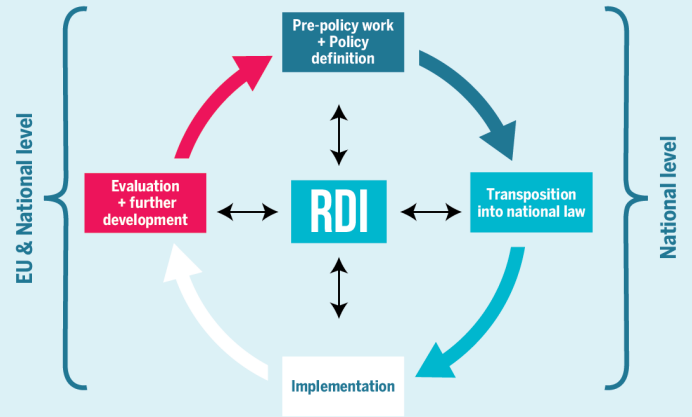 Pre-policy work
+ Policy
definition
EU & National level
Evaluation
+ further
development
RDI
Transposition
into national law
National level
Implementation